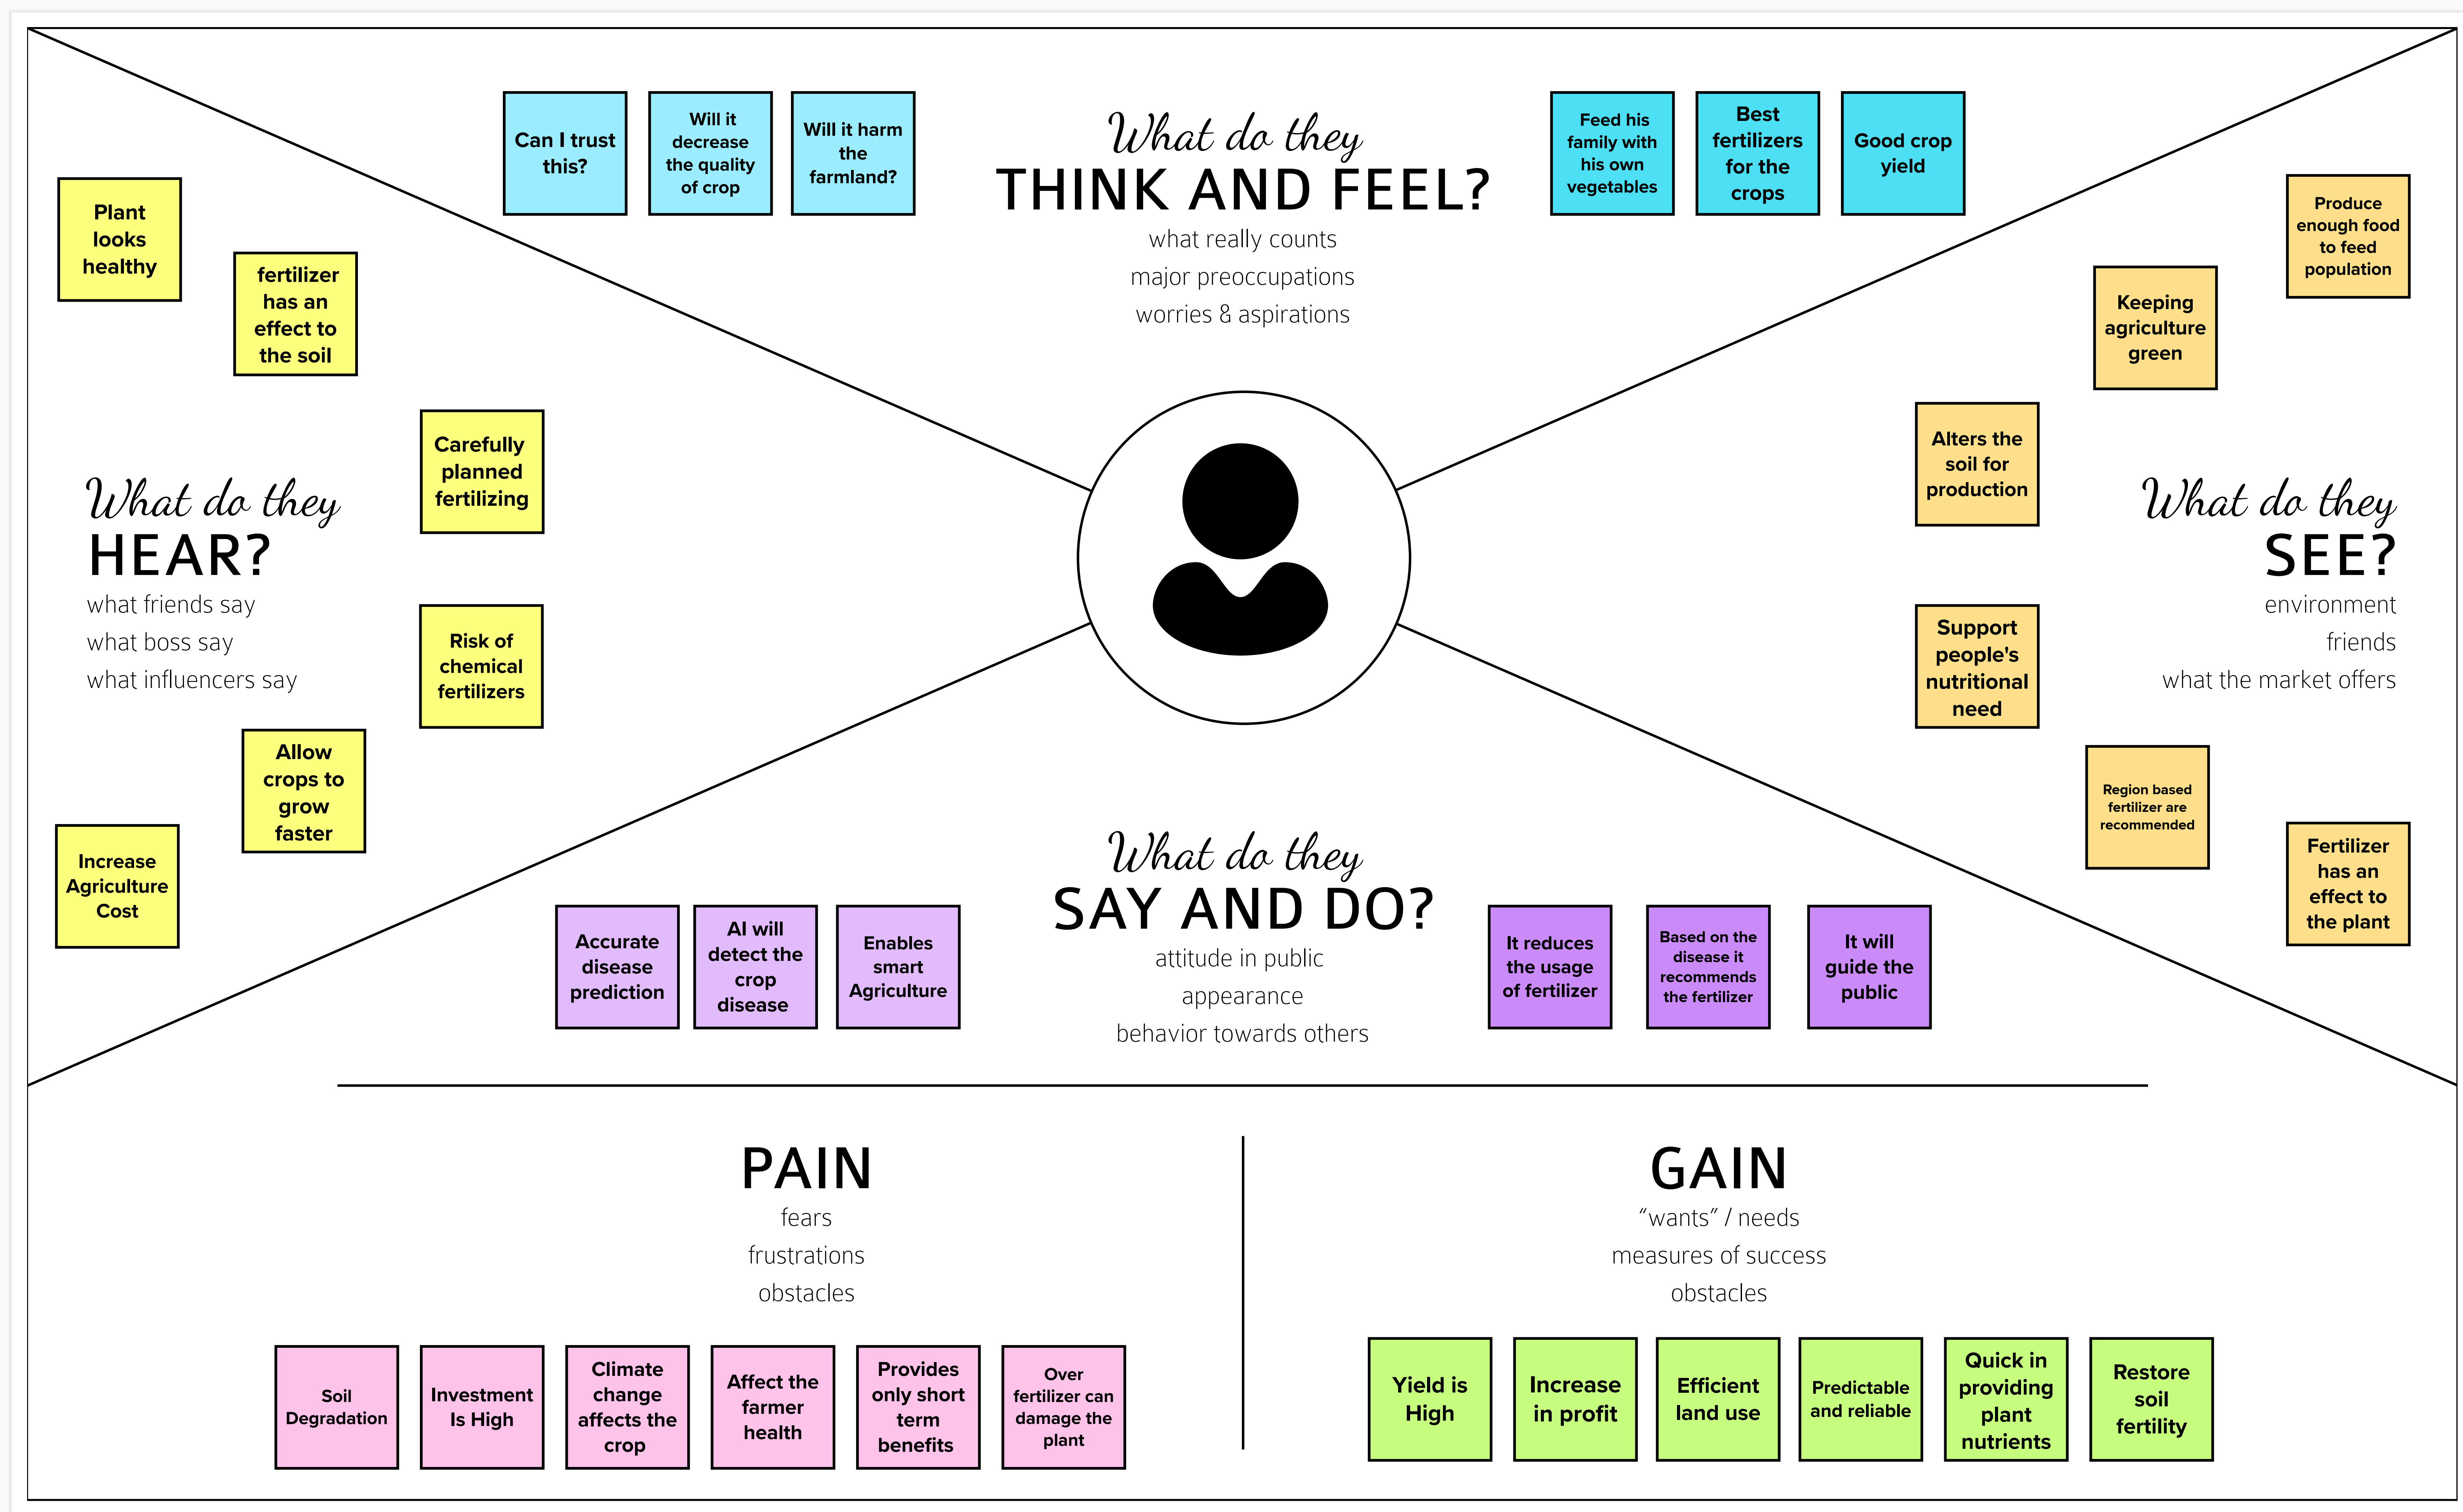 What do they
THINK AND FEEL?
what really counts
major preoccupations
worries & aspirations
Can I trust
this?
Will it
decrease
the quality
of crop
Will it harm
the
farmland?
Feed his
family with
his own
vegetables
Best
fertilizers
for the
crops
Good crop
yield
What do they
HEAR?
what friends say
what boss say
what influencers say
Plant
looks
healthy
fertilizer
has an
effect to
the soil
Carefully
planned
fertilizing
Risk of
chemical
fertilizers
Allow
crops to
grow
faster
Increase
Agriculture
Cost
What do they
SEE?
environment
friends
what the market offers
Produce
enough food
to feed
population
Keeping
agriculture
green
Alters the
soil for
production
Support
people's
nutritional
need
Region based
fertilizer are
recommended
Fertilizer
has an
effect to
the plant
What do they
SAY AND DO?
attitude in public
appearance
behavior towards others
Accurate
disease
prediction
AI will
detect the
crop
disease
Enables
smart
Agriculture
It reduces
the usage
of fertilizer
Based on the
disease it
recommends
the fertilizer
It will
guide the
public
PAIN
fears
frustrations
obstacles
Soil
Degradation
Investment
Is High
Climate
change
affects the
crop
Affect the
farmer
health
Provides
only short
term
benefits
Over
fertilizer can
damage the
plant
GAIN
“wants” / needs
measures of success
obstacles
Yield is
High
Increase
in profit
Efficient
land use
Predictable
and reliable
Quick in
providing
plant
nutrients
Restore
soil
fertility